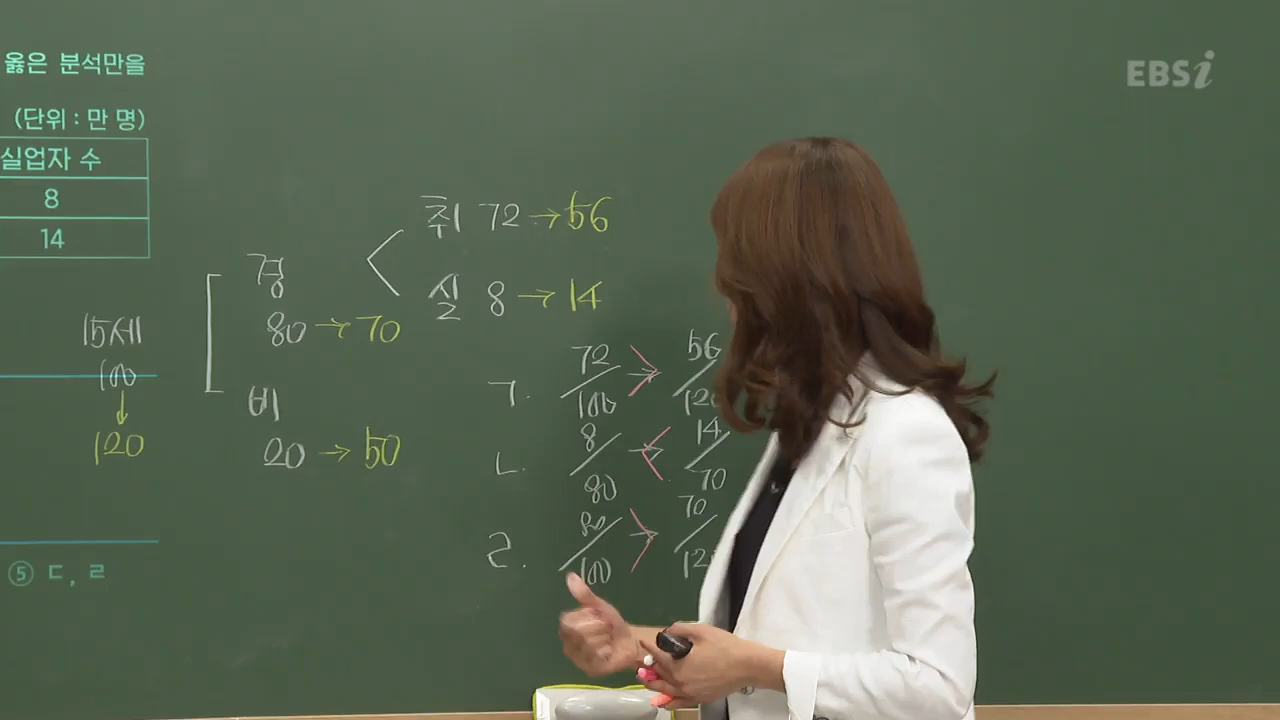 옳은 분석만을
EBSi
(단위 : 만 명)
실업자 수
8
14
15세
100
↓
120
경
80 → 70
비
20 → 50
취 72 → 56
실 8 → 14
ㄱ. 72/100 > → 56/120
ㄴ. 8/80 < → 14/70
ㄹ. 80/100 > → 70/12
⑤ ㄷ, ㄹ